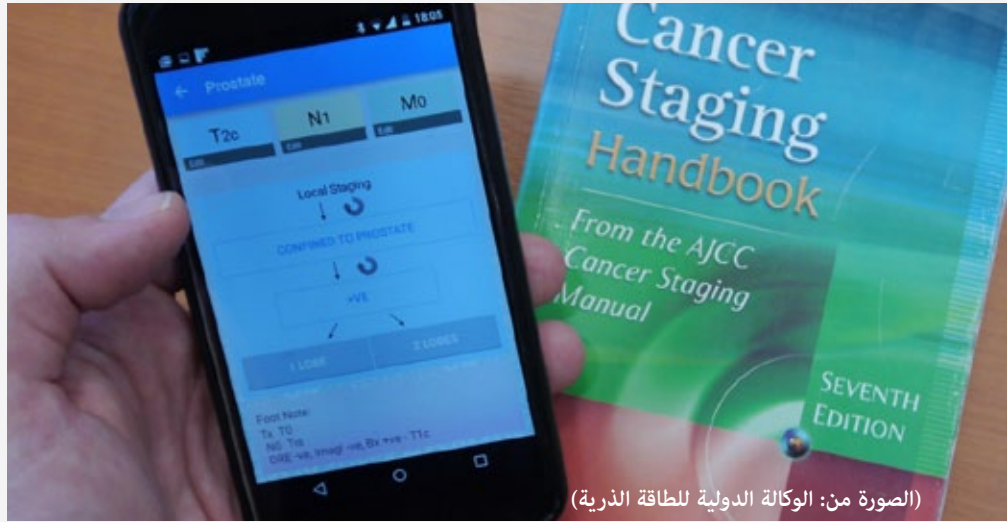 18:05
← Prostate
T2c N1 M0
Edit Edit Edit
Local Staging
CONFINED TO PROSTATE
+VE
1 LOBE 2 LOBES
Foot Note:
Tx T0
DRE -ve, Imagi -ve, Bx +ve - T1c
Cancer
Staging
Handbook
From the AJCC
Cancer Staging
Manual
SEVENTH
EDITION
(الصورة من: الوكالة الدولية للطاقة الذرية)